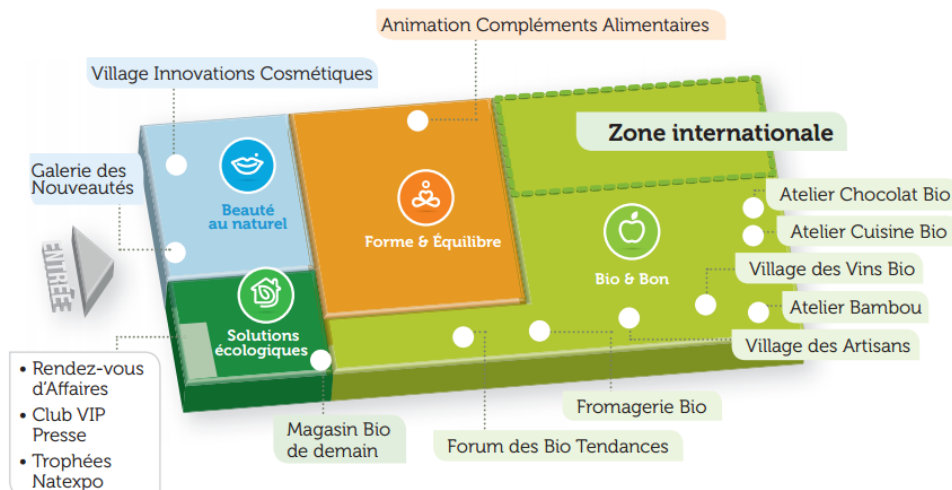 Animation Compléments Alimentaires
Village Innovations Cosmétiques
Zone internationale
Galerie des
Nouveautés
Beauté
au naturel
Forme & Équilibre
Bio & Bon
Atelier Chocolat Bio
Atelier Cuisine Bio
Village des Vins Bio
Atelier Bambou
Village des Artisans
ENTRÉE
Solutions
écologiques
• Rendez-vous
d'Affaires
• Club VIP
Presse
• Trophées
Natexpo
Magasin Bio
de demain
Forum des Bio Tendances
Fromagerie Bio